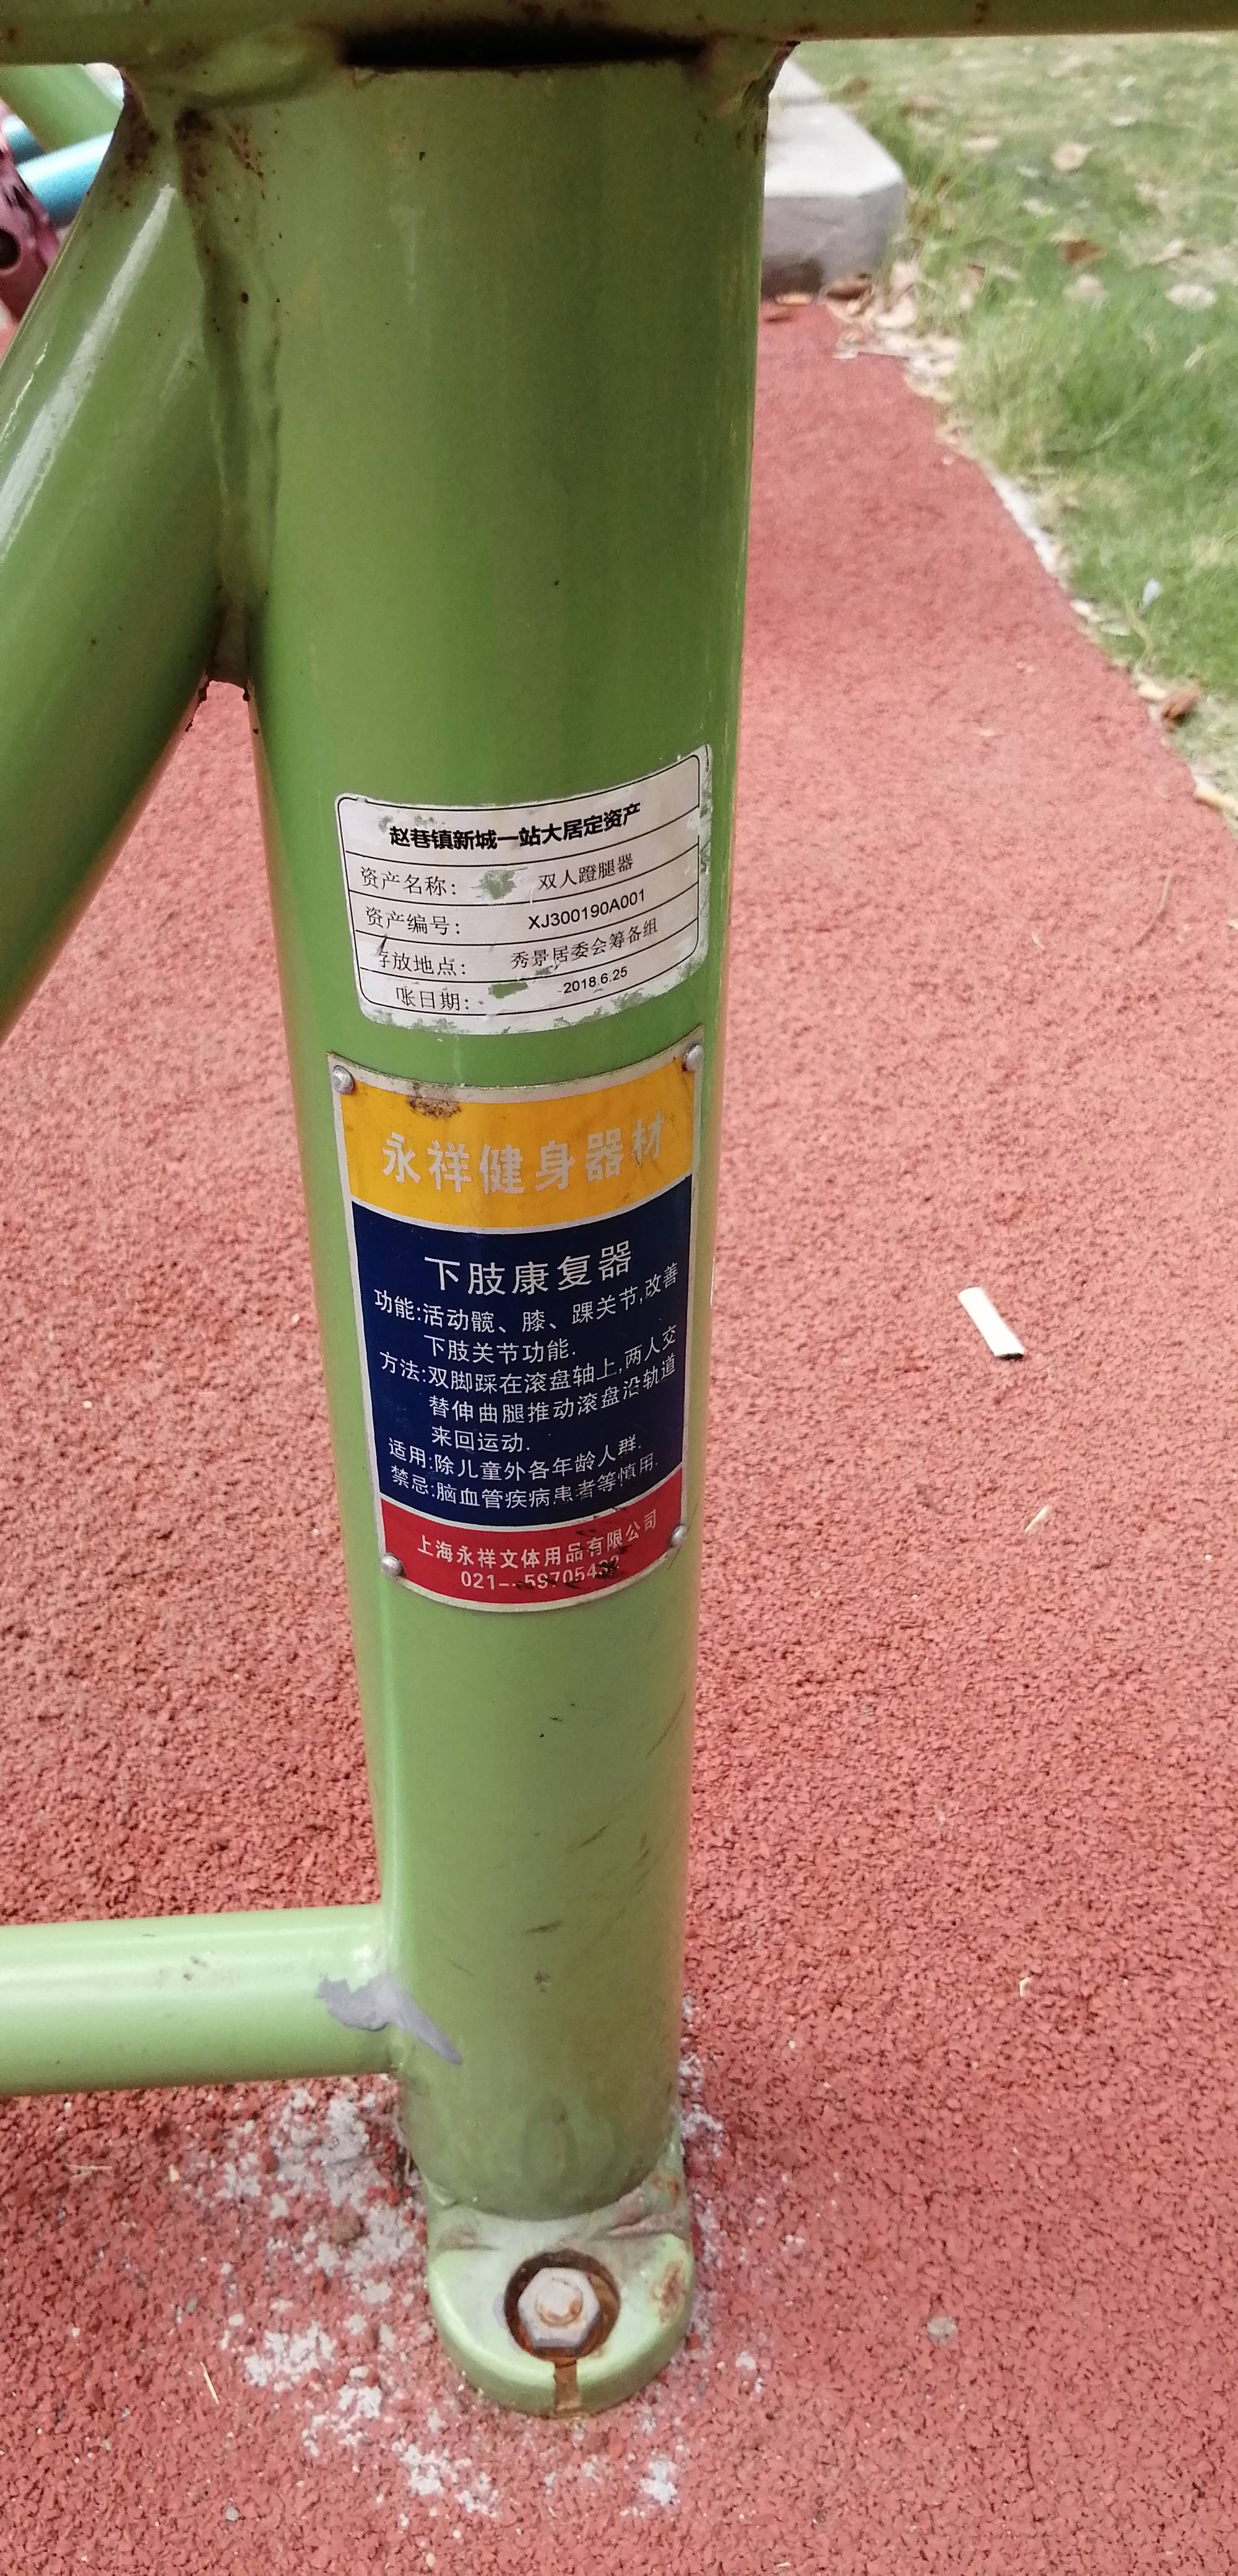 赵巷镇新城一站大居定资产
资产名称: 双人蹬腿器
资产编号: XJ300190A001
存放地点: 秀景居委会筹备组
账日期: 2018.6.25
永祥健身器材
下肢康复器
功能:活动髋、膝、踝关节,改善
下肢关节功能.
方法:双脚踩在滚盘轴上,两人交
替伸曲腿推动滚盘沿轨道
来回运动.
适用:除儿童外各年龄人群.
禁忌:脑血管疾病患者等慎用.
上海永祥文体用品有限公司
021--